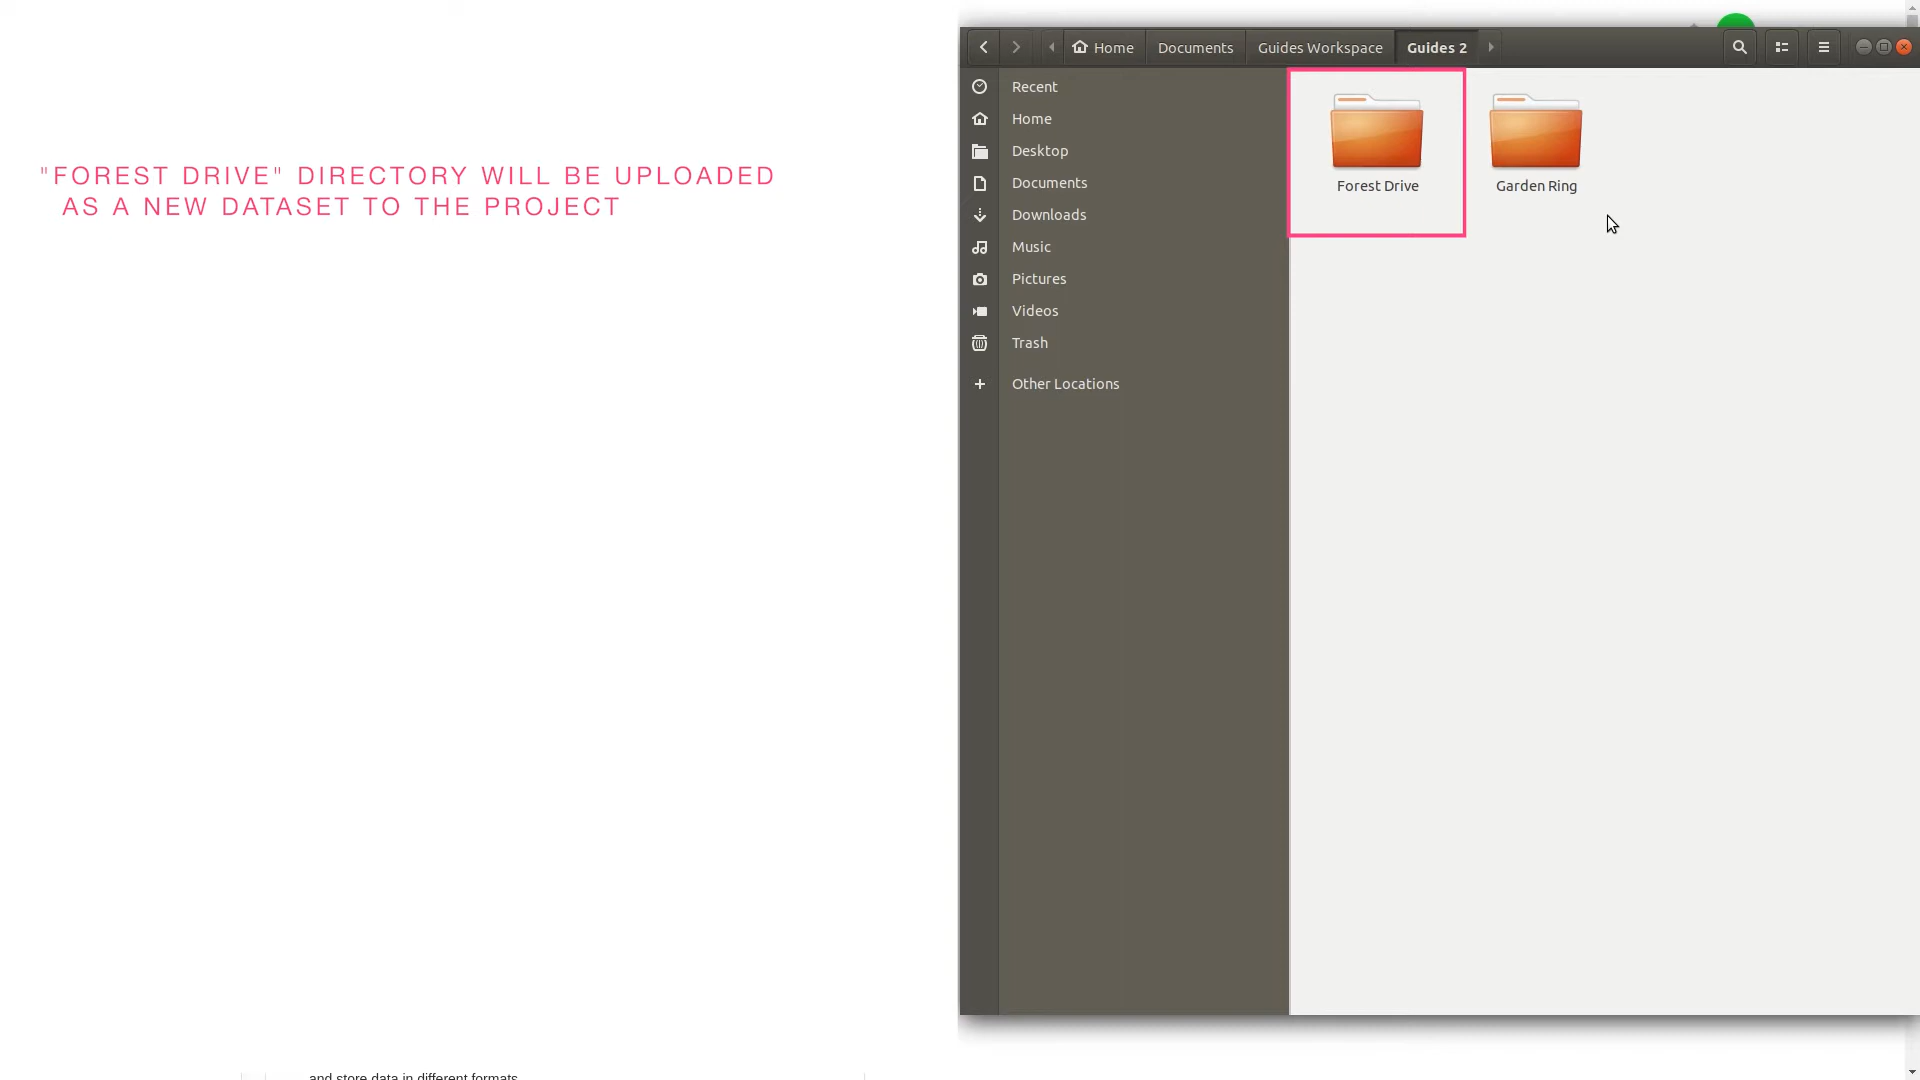 "FOREST DRIVE" DIRECTORY WILL BE UPLOADED
AS A NEW DATASET TO THE PROJECT
Home Documents Guides Workspace Guides 2
Recent
Home
Desktop
Documents
Downloads
Music
Pictures
Videos
Trash
Other Locations
Forest Drive
Garden Ring
and store data in different formats